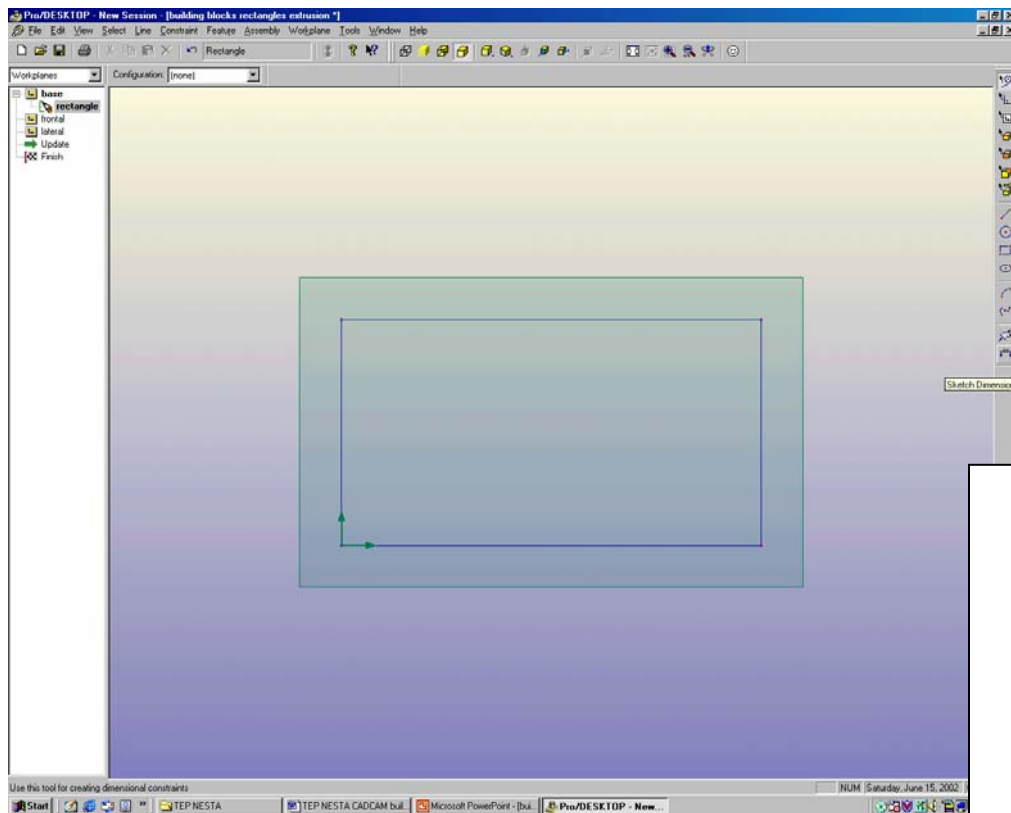 Pro/DESKTOP - New Session - [building blocks rectangles extrusion *]
File Edit View Select Line Constraint Feature Assembly Workplane Tools Window Help
Rectangle
Workplanes Configuration: (none)
base
rectangle
frontal
lateral
Update
Finish
Sketch Dimension
Use this tool for creating dimensional constraints
NUM Saturday, June 15, 2002
Start TEP NESTA TEP NESTA CADCAM buil... Microsoft PowerPoint - [bui... Pro/DESKTOP - New...